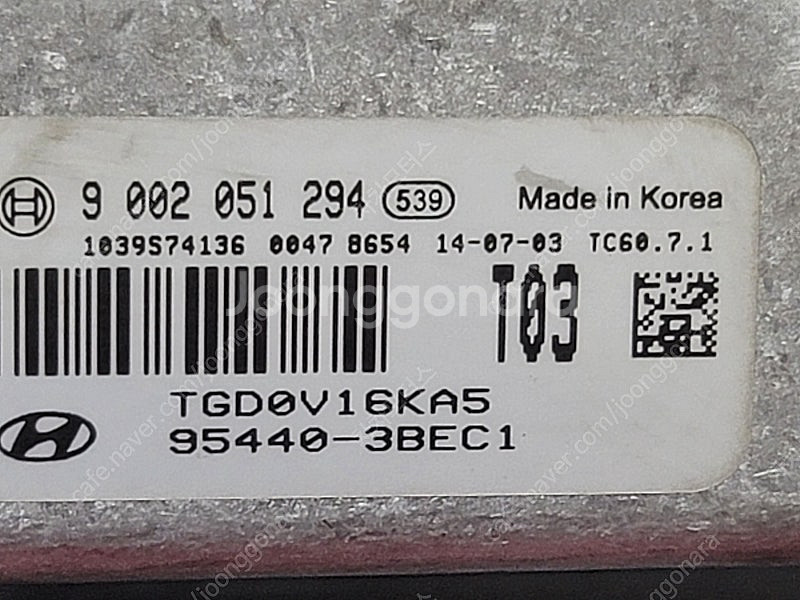 9 002 051 294 539 Made in Korea
1039S74136 0047 8654 14-07-03 TC60.7.1
T03
Joonggonara
TGD0V16KA5
95440-3BEC1